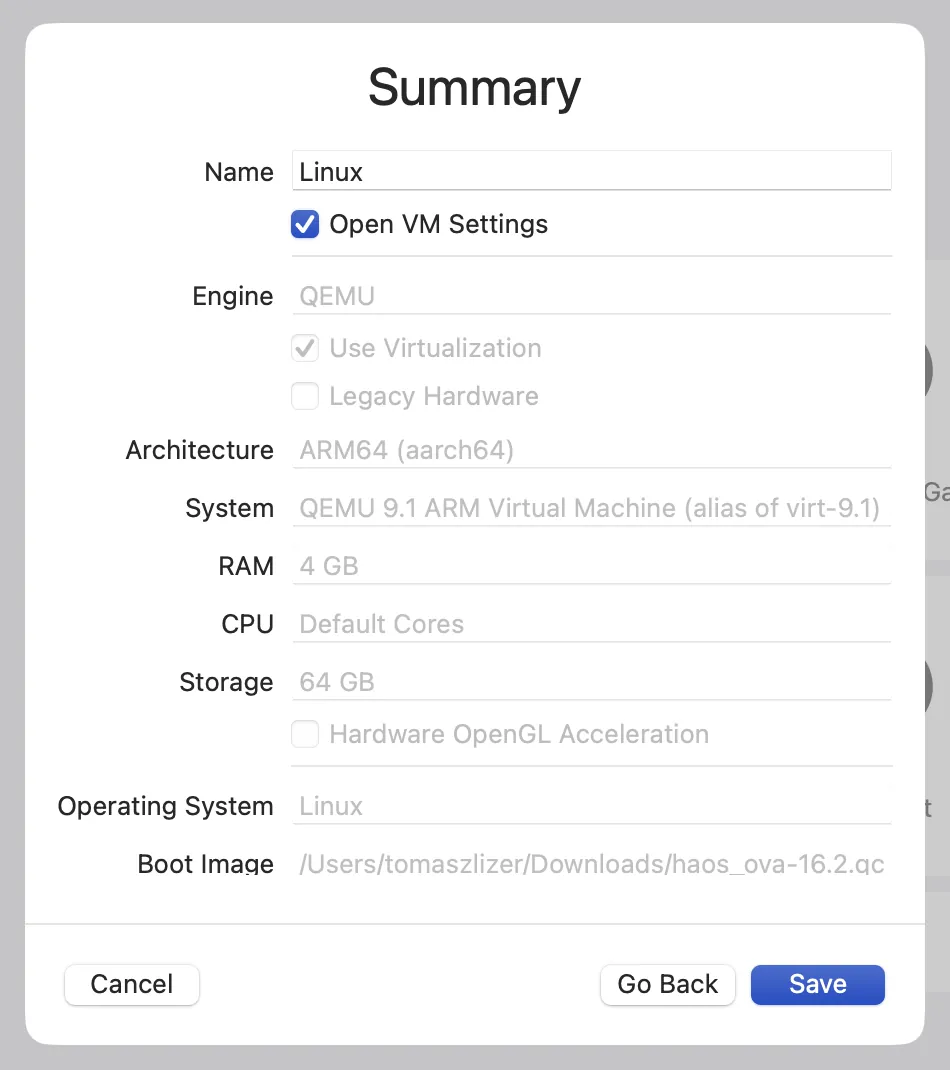 Summary
Name Linux
Open VM Settings
Engine QEMU
Use Virtualization
Legacy Hardware
Architecture ARM64 (aarch64)
System QEMU 9.1 ARM Virtual Machine (alias of virt-9.1)
RAM 4 GB
CPU Default Cores
Storage 64 GB
Hardware OpenGL Acceleration
Operating System Linux
Boot Image /Users/tomaszlizer/Downloads/haos_ova-16.2.qc
Cancel Go Back Save
Ga
t